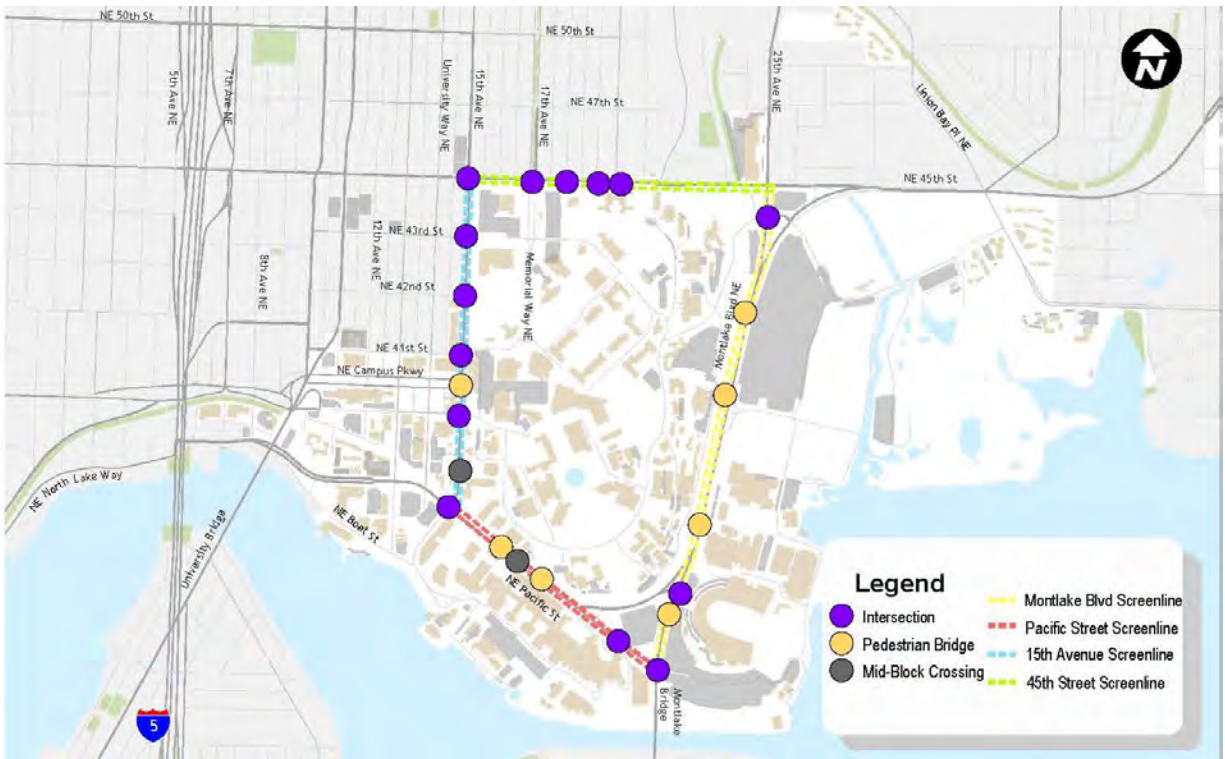 NE 50th St
NE 50th St
5th Ave NE
7th Ave NE
University Way NE
15th Ave NE
17th Ave NE
25th Ave NE
N
NE 47th St
Union Bay Pl NE
NE 45th St
NE 43rd St
12th Ave NE
8th Ave NE
Memorial Way NE
NE 42nd St
Montlake Blvd NE
NE 41st St
NE Campus Pkwy
NE North Lake Way
University Bridge
NE Boat St
NE Pacific St
Montlake
Bridge
5
Legend
Intersection
Pedestrian Bridge
Mid-Block Crossing
Montlake Blvd Screenline
Pacific Street Screenline
15th Avenue Screenline
45th Street Screenline